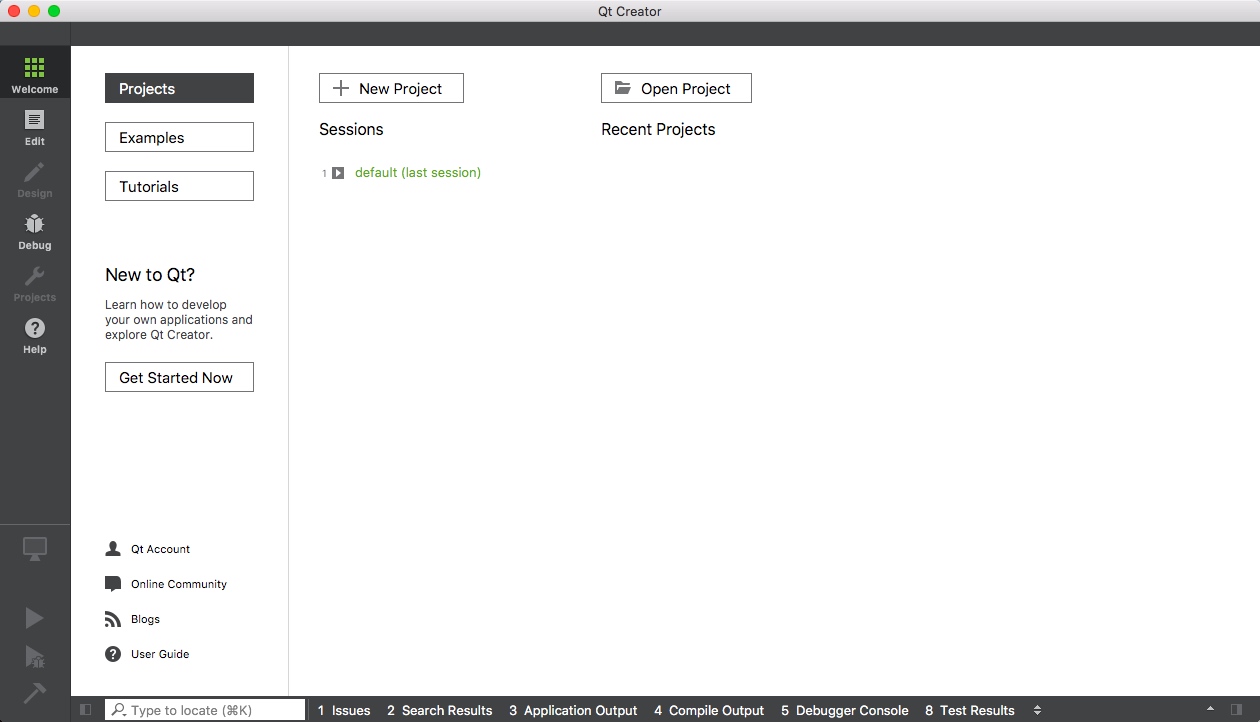 Qt Creator
Welcome
Edit
Design
Debug
Projects
Help
Projects
Examples
Tutorials
New to Qt?
Learn how to develop
your own applications and
explore Qt Creator.
Get Started Now
Qt Account
Online Community
Blogs
User Guide
New Project
Open Project
Sessions
Recent Projects
1 default (last session)
Type to locate (⌘K)
1 Issues 2 Search Results 3 Application Output 4 Compile Output 5 Debugger Console 8 Test Results